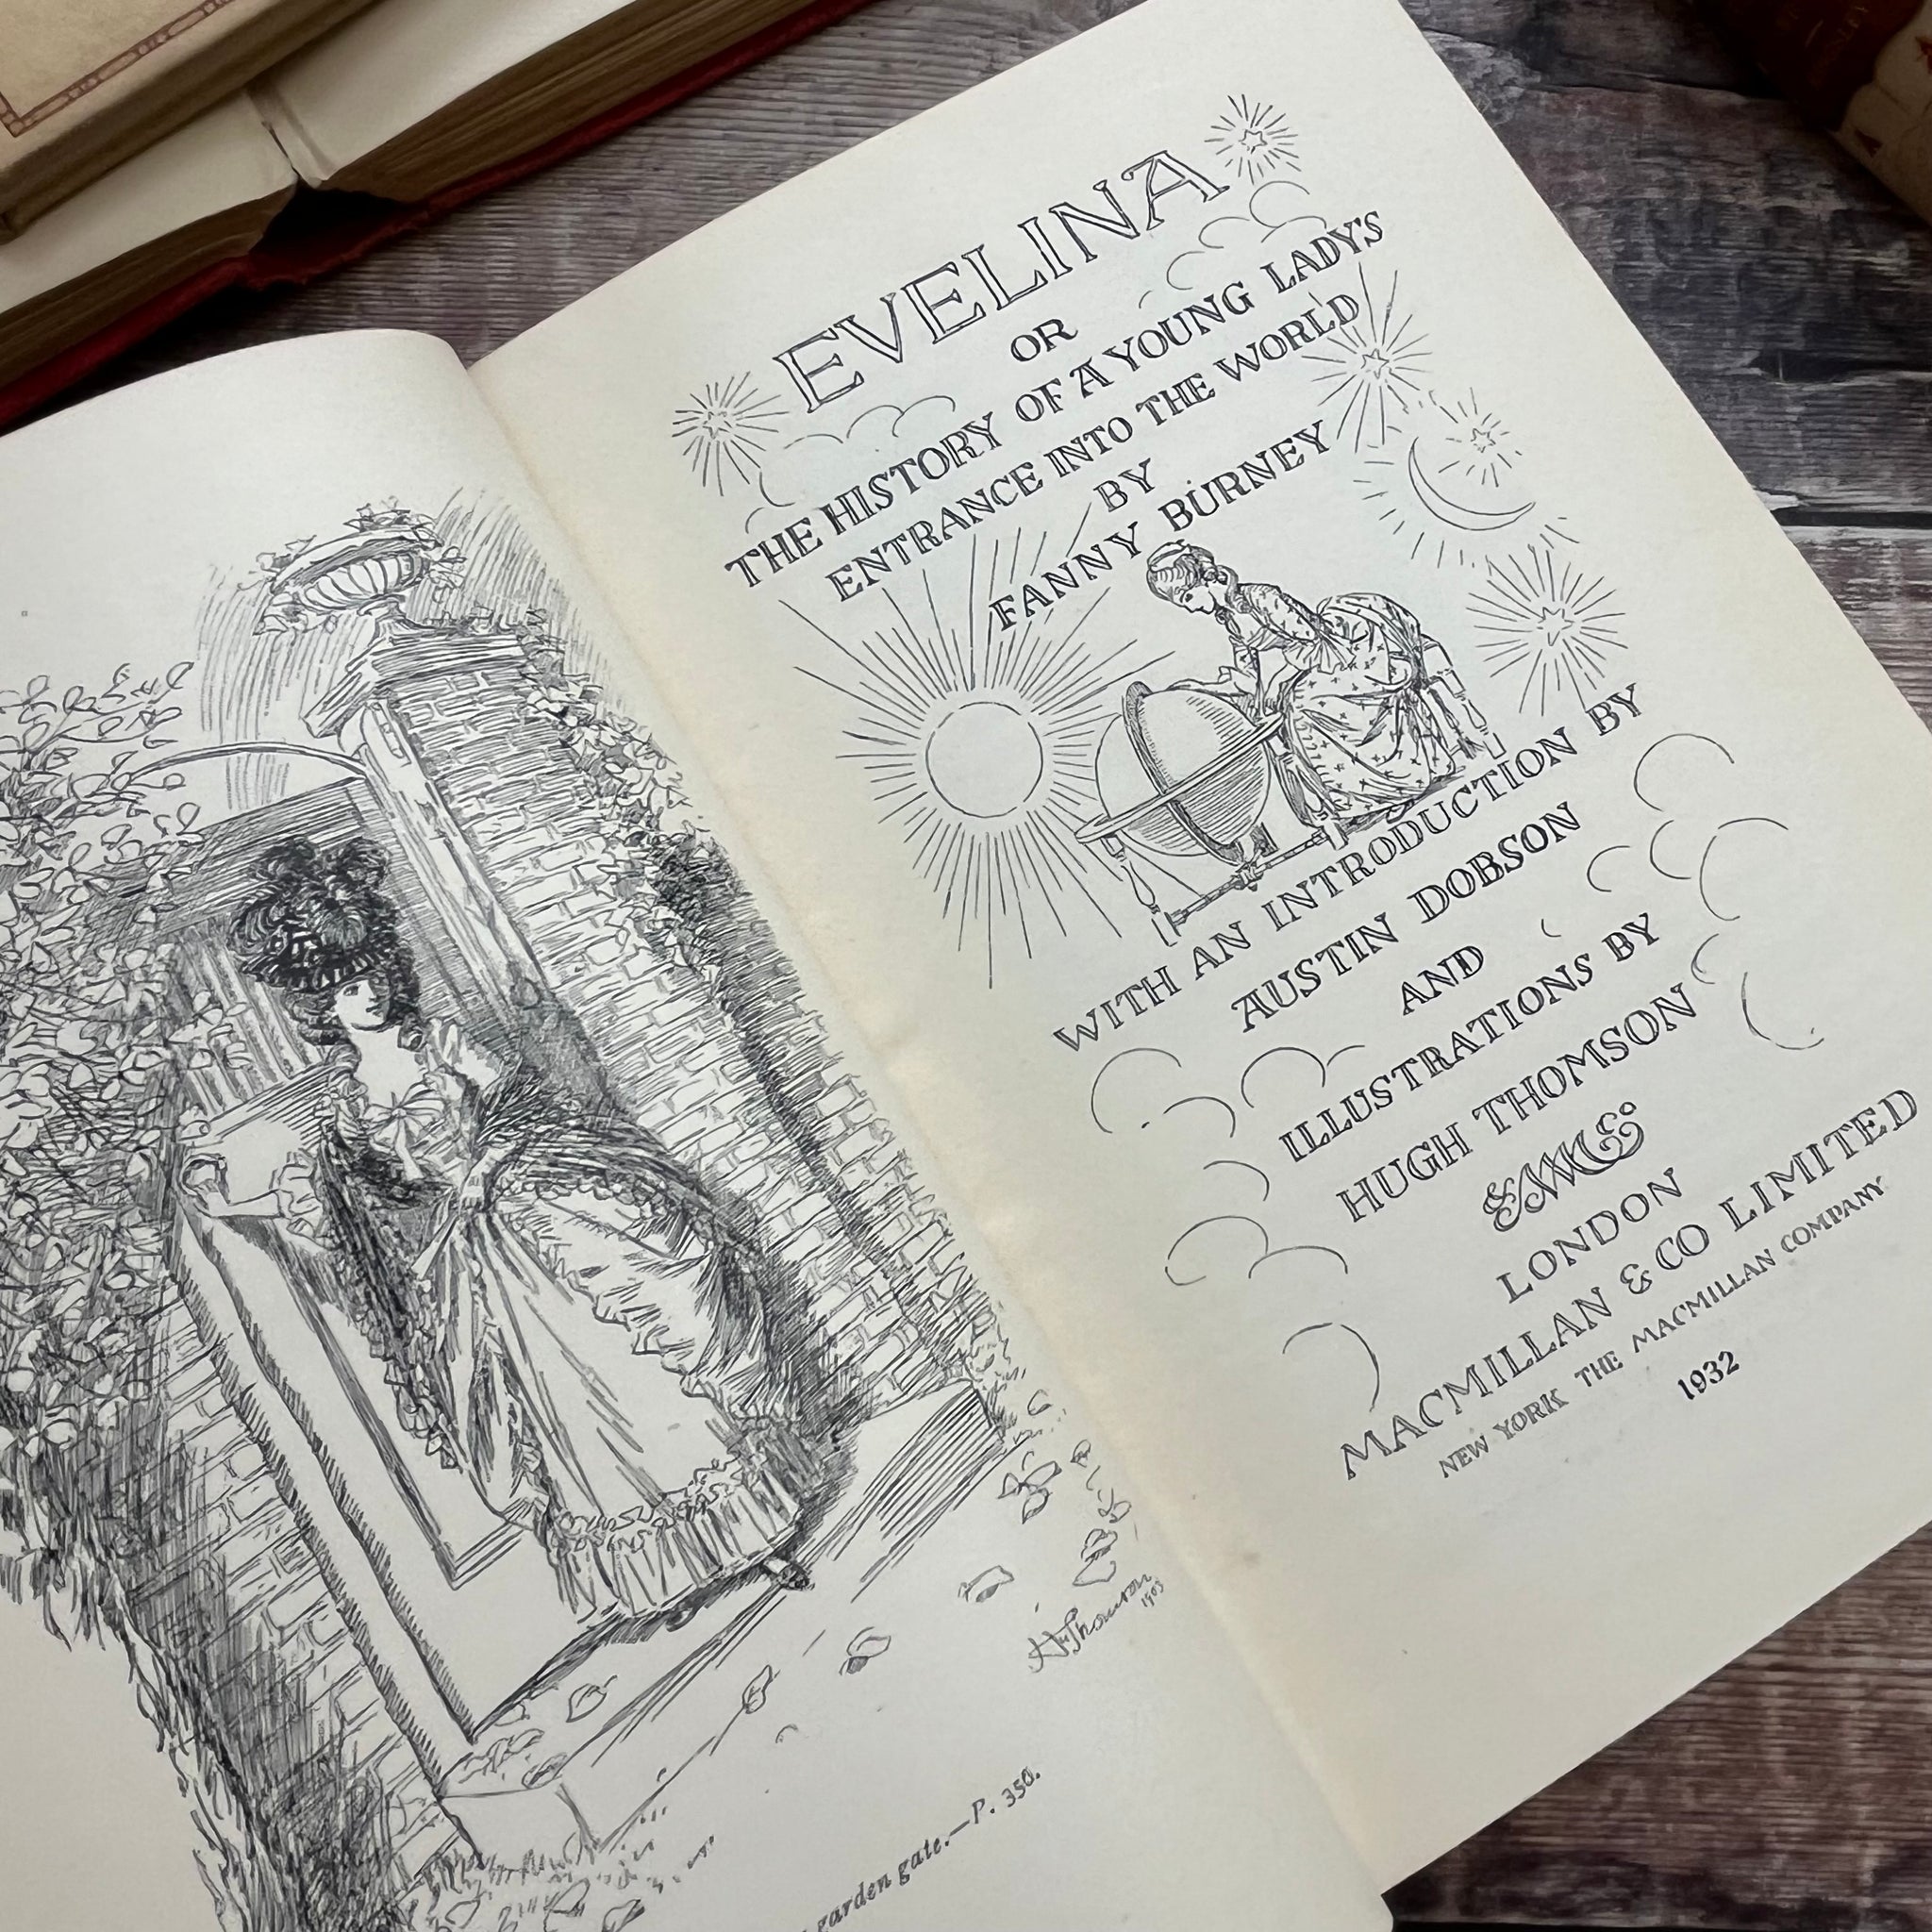 garden gate.—P. 350.
H Thomson
1903
EVELINA
OR
THE HISTORY OF A YOUNG LADY'S
ENTRANCE INTO THE WORLD
BY
FANNY BURNEY
WITH AN INTRODUCTION BY
AUSTIN DOBSON
AND
ILLUSTRATIONS BY
HUGH THOMSON
LONDON
MACMILLAN & CO LIMITED
NEW YORK THE MACMILLAN COMPANY
1932